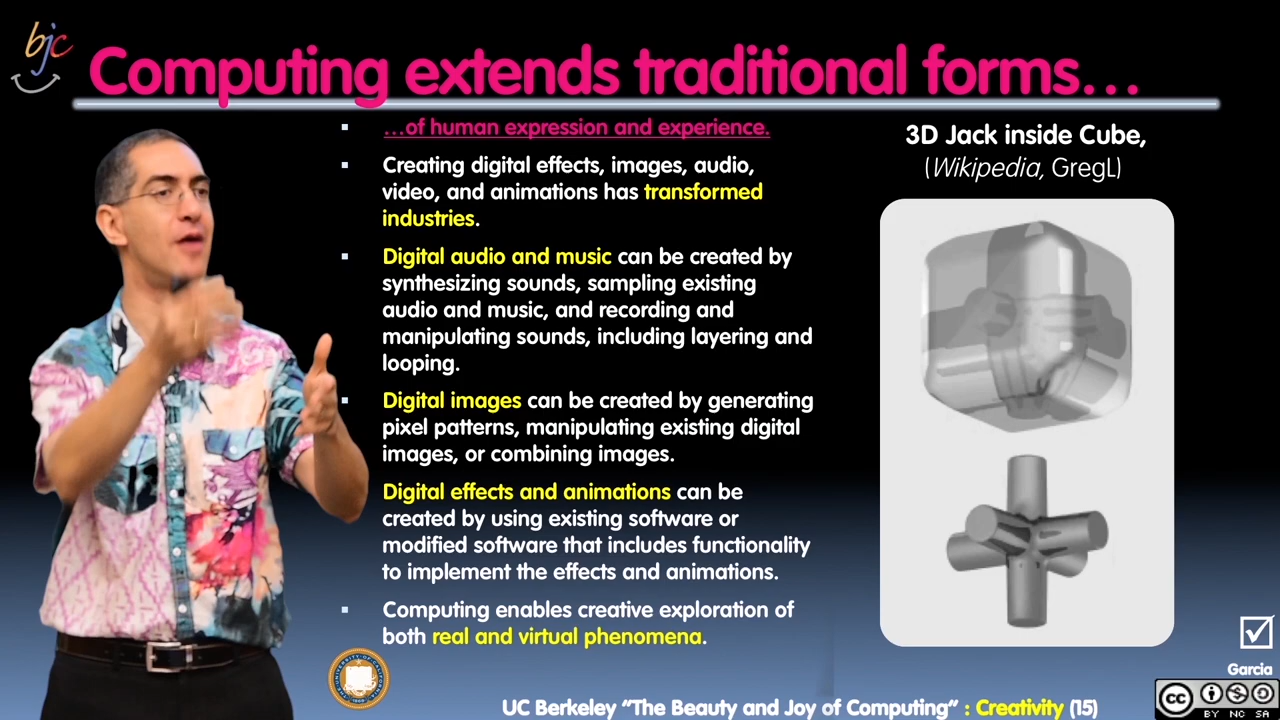 bjc
Computing extends traditional forms…
…of human expression and experience.
Creating digital effects, images, audio,
video, and animations has transformed
industries.
Digital audio and music can be created by
synthesizing sounds, sampling existing
audio and music, and recording and
manipulating sounds, including layering and
looping.
Digital images can be created by generating
pixel patterns, manipulating existing digital
images, or combining images.
Digital effects and animations can be
created by using existing software or
modified software that includes functionality
to implement the effects and animations.
Computing enables creative exploration of
both real and virtual phenomena.
3D Jack inside Cube,
(Wikipedia, GregL)
Garcia
UC Berkeley “The Beauty and Joy of Computing” : Creativity (15)
cc
BY NC SA